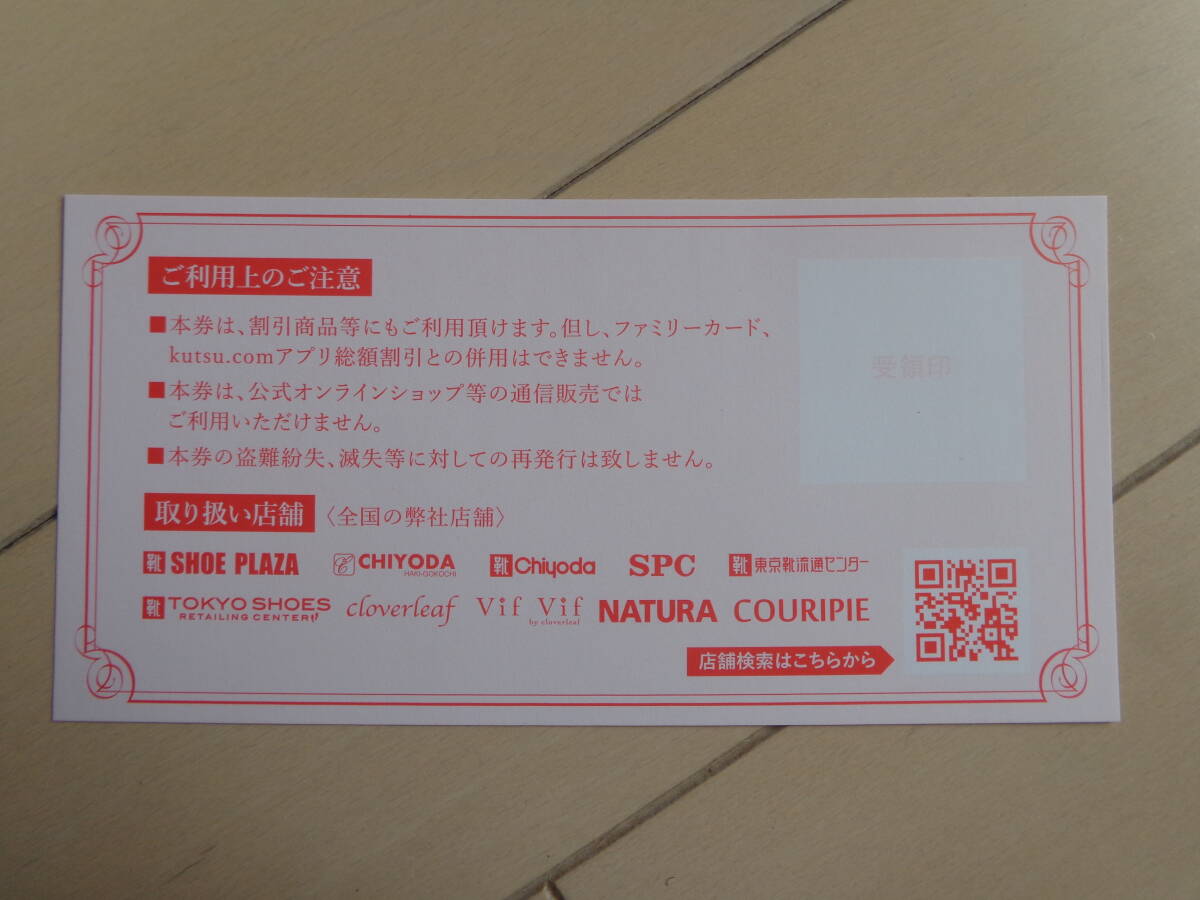 ご利用上のご注意
■本券は、割引商品等にもご利用頂けます。但し、ファミリーカード、
kutsu.comアプリ総額割引との併用はできません。
■本券は、公式オンラインショップ等の通信販売では
ご利用いただけません。
■本券の盗難紛失、滅失等に対しての再発行は致しません。
受領印
取り扱い店舗 〈全国の弊社店舗〉
靴 SHOE PLAZA CHIYODA 靴 Chiyoda SPC 靴 東京靴流通センター
HAKI-GOKOCHI
靴 TOKYO SHOES cloverleaf Vif Vif NATURA COURIPIE
RETAILING CENTER by cloverleaf
店舗検索はこちらから